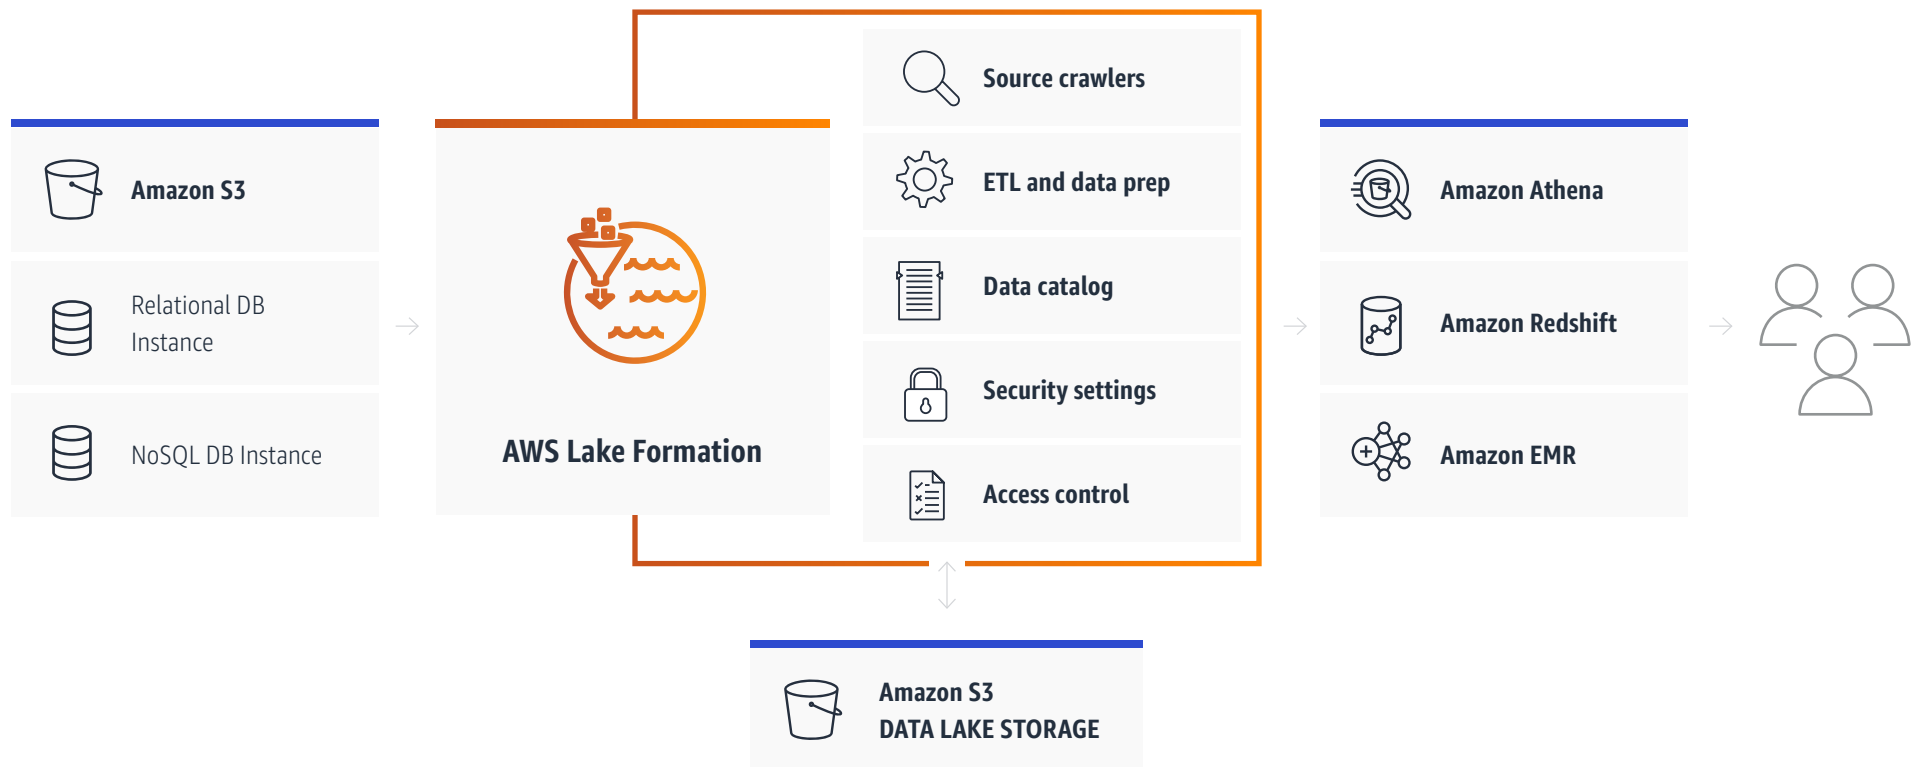 Amazon S3
Relational DB
Instance
NoSQL DB Instance
AWS Lake Formation
Source crawlers
ETL and data prep
Data catalog
Security settings
Access control
Amazon S3
DATA LAKE STORAGE
Amazon Athena
Amazon Redshift
Amazon EMR